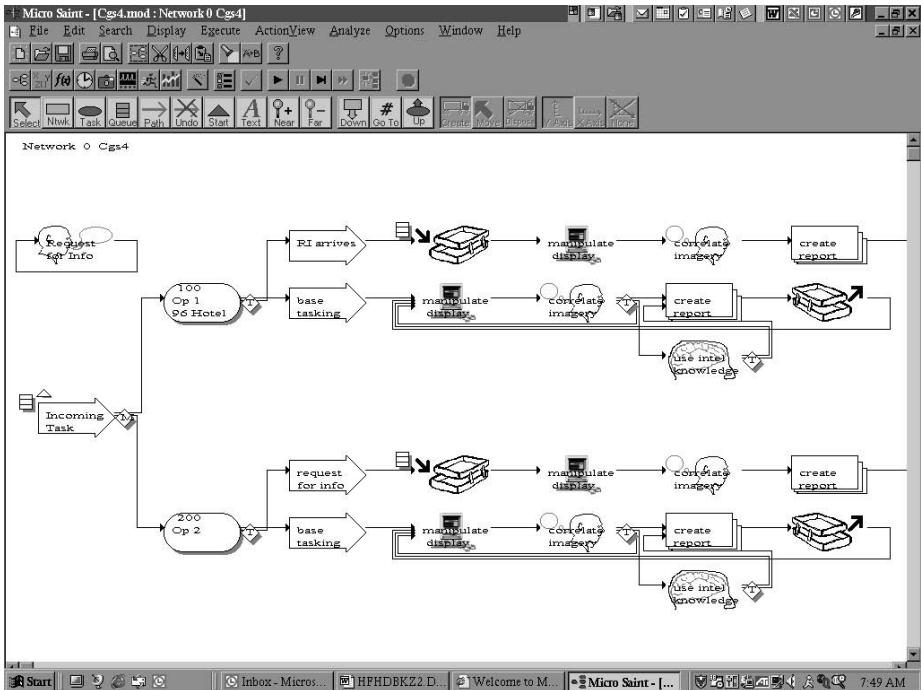 Micro Saint - [Cgs4.mod : Network 0 Cgs4]
File Edit Search Display Execute ActionView Analyze Options Window Help
Select Ntwk Task Queue Path Undo Start Text Near Far Down Go To Up Create Move Dispose Y Axis X Axis None
Network 0 Cgs4
Request
for Info
RI arrives
manipulate
display
correlate
imagery
create
report
100
Op 1
96 Hotel
T
base
tasking
manipulate
display
correlate
imagery
T
create
report
use intel
knowledge
T
Incoming
Task
M
request
for info
manipulate
display
correlate
imagery
create
report
200
Op 2
T
base
tasking
manipulate
display
correlate
imagery
T
create
report
use intel
knowledge
T
Start Inbox - Micros... HFHDBKZ2 D... Welcome to M... Micro Saint - [... 7:49 AM